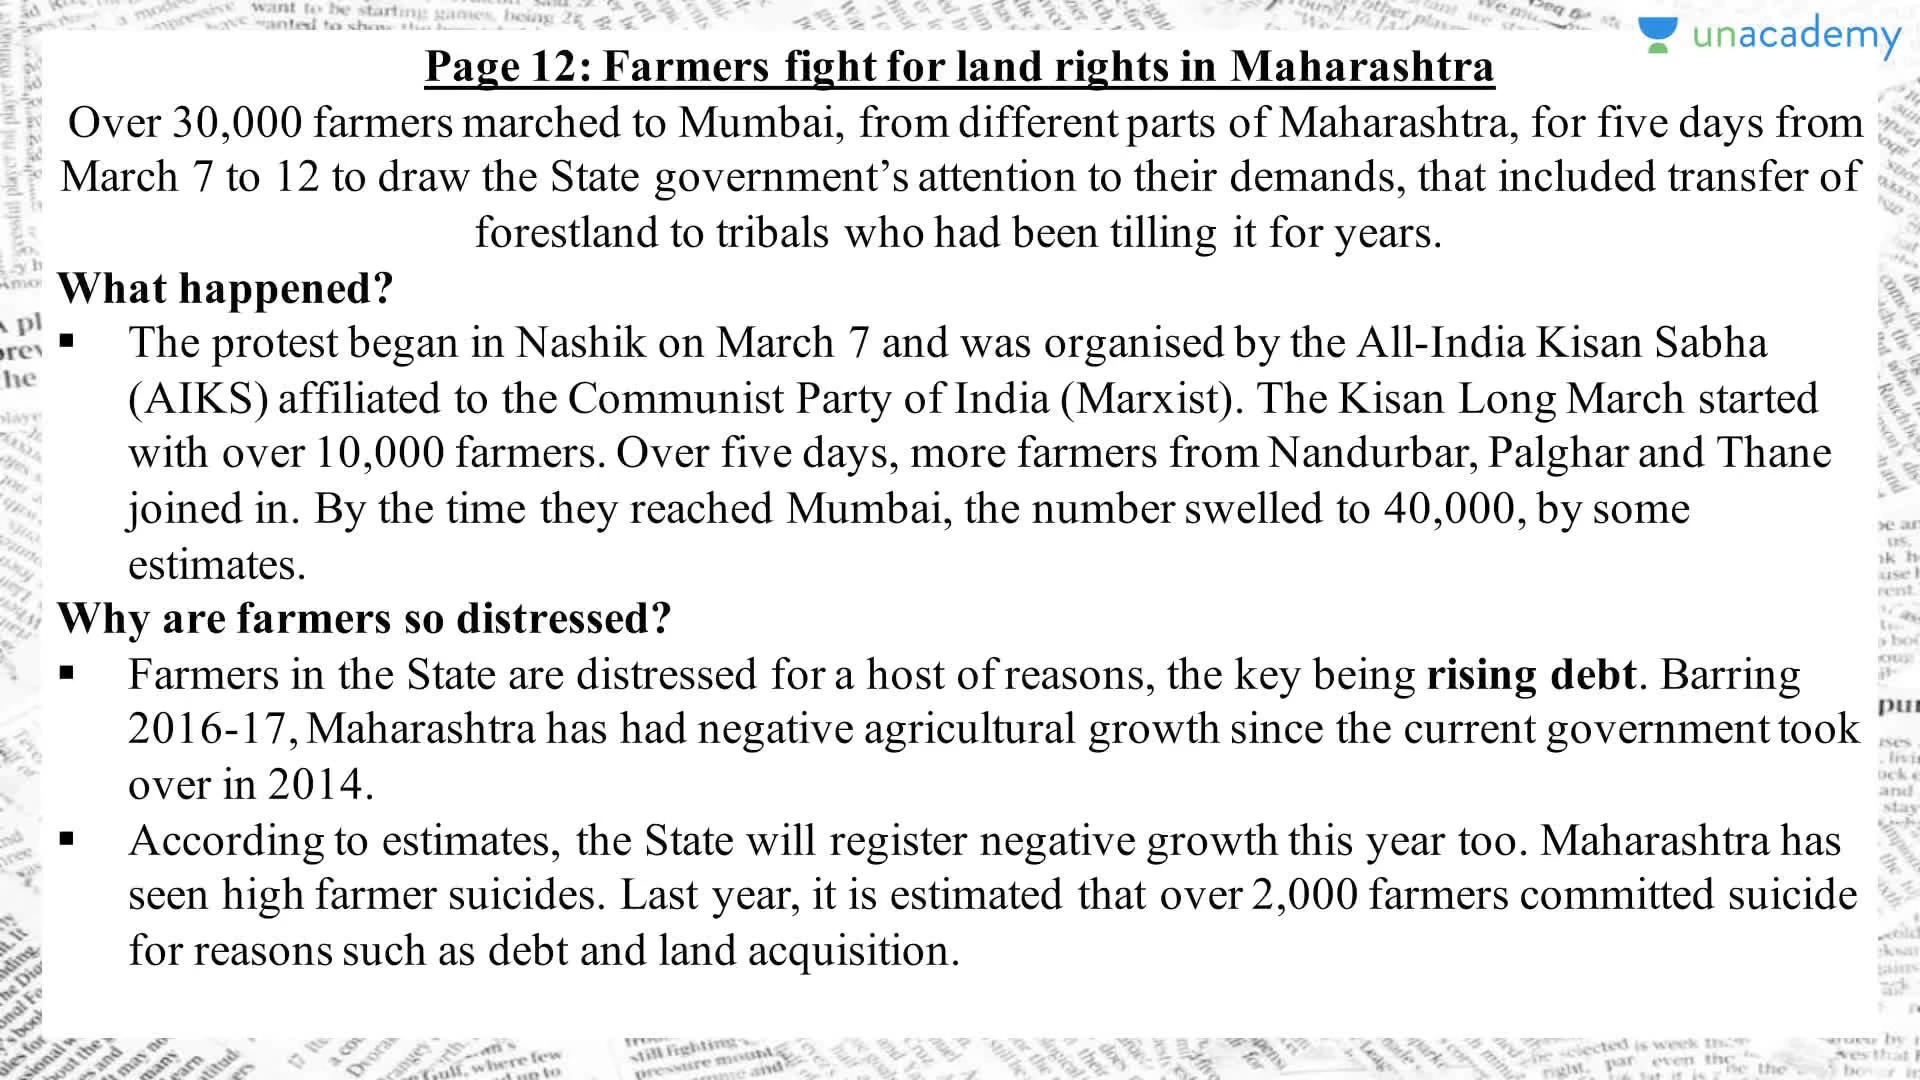 unacademy
Page 12: Farmers fight for land rights in Maharashtra
Over 30,000 farmers marched to Mumbai, from different parts of Maharashtra, for five days from
March 7 to 12 to draw the State government’s attention to their demands, that included transfer of
forestland to tribals who had been tilling it for years.
What happened?
▪ The protest began in Nashik on March 7 and was organised by the All-India Kisan Sabha
(AIKS) affiliated to the Communist Party of India (Marxist). The Kisan Long March started
with over 10,000 farmers. Over five days, more farmers from Nandurbar, Palghar and Thane
joined in. By the time they reached Mumbai, the number swelled to 40,000, by some
estimates.
Why are farmers so distressed?
▪ Farmers in the State are distressed for a host of reasons, the key being rising debt. Barring
2016-17, Maharashtra has had negative agricultural growth since the current government took
over in 2014.
▪ According to estimates, the State will register negative growth this year too. Maharashtra has
seen high farmer suicides. Last year, it is estimated that over 2,000 farmers committed suicide
for reasons such as debt and land acquisition.